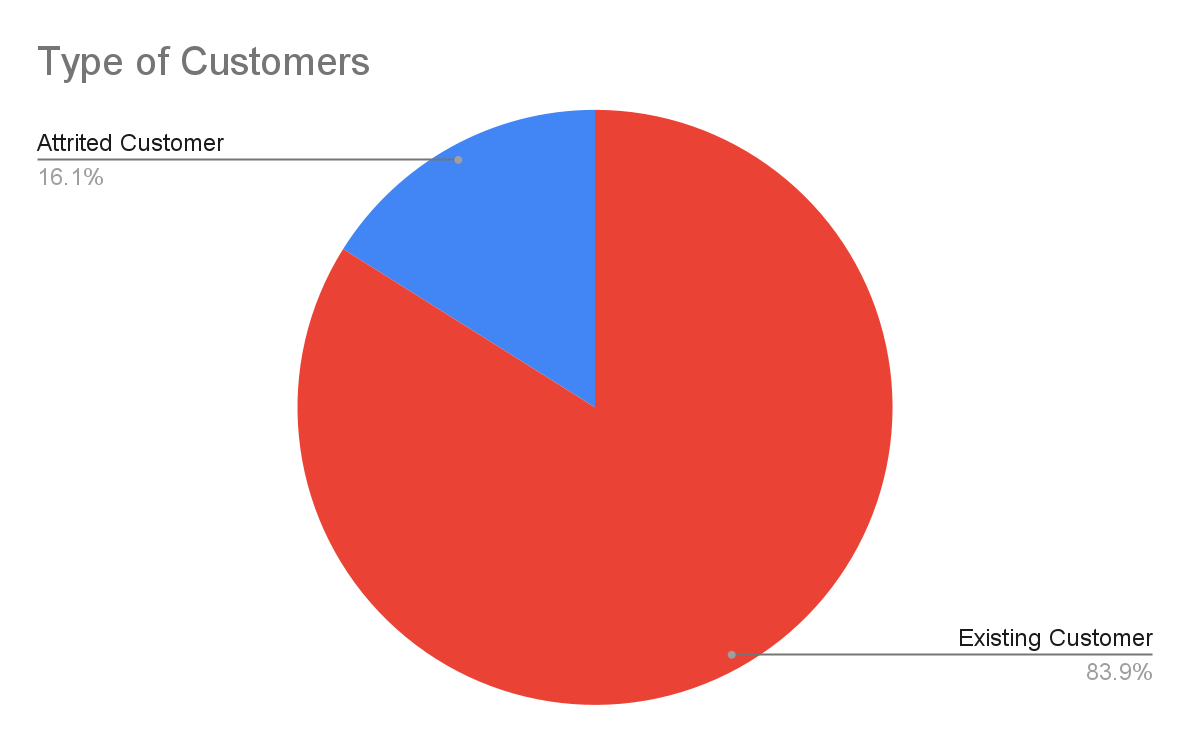 Type of Customers
Attrited Customer
16.1%
Existing Customer
83.9%